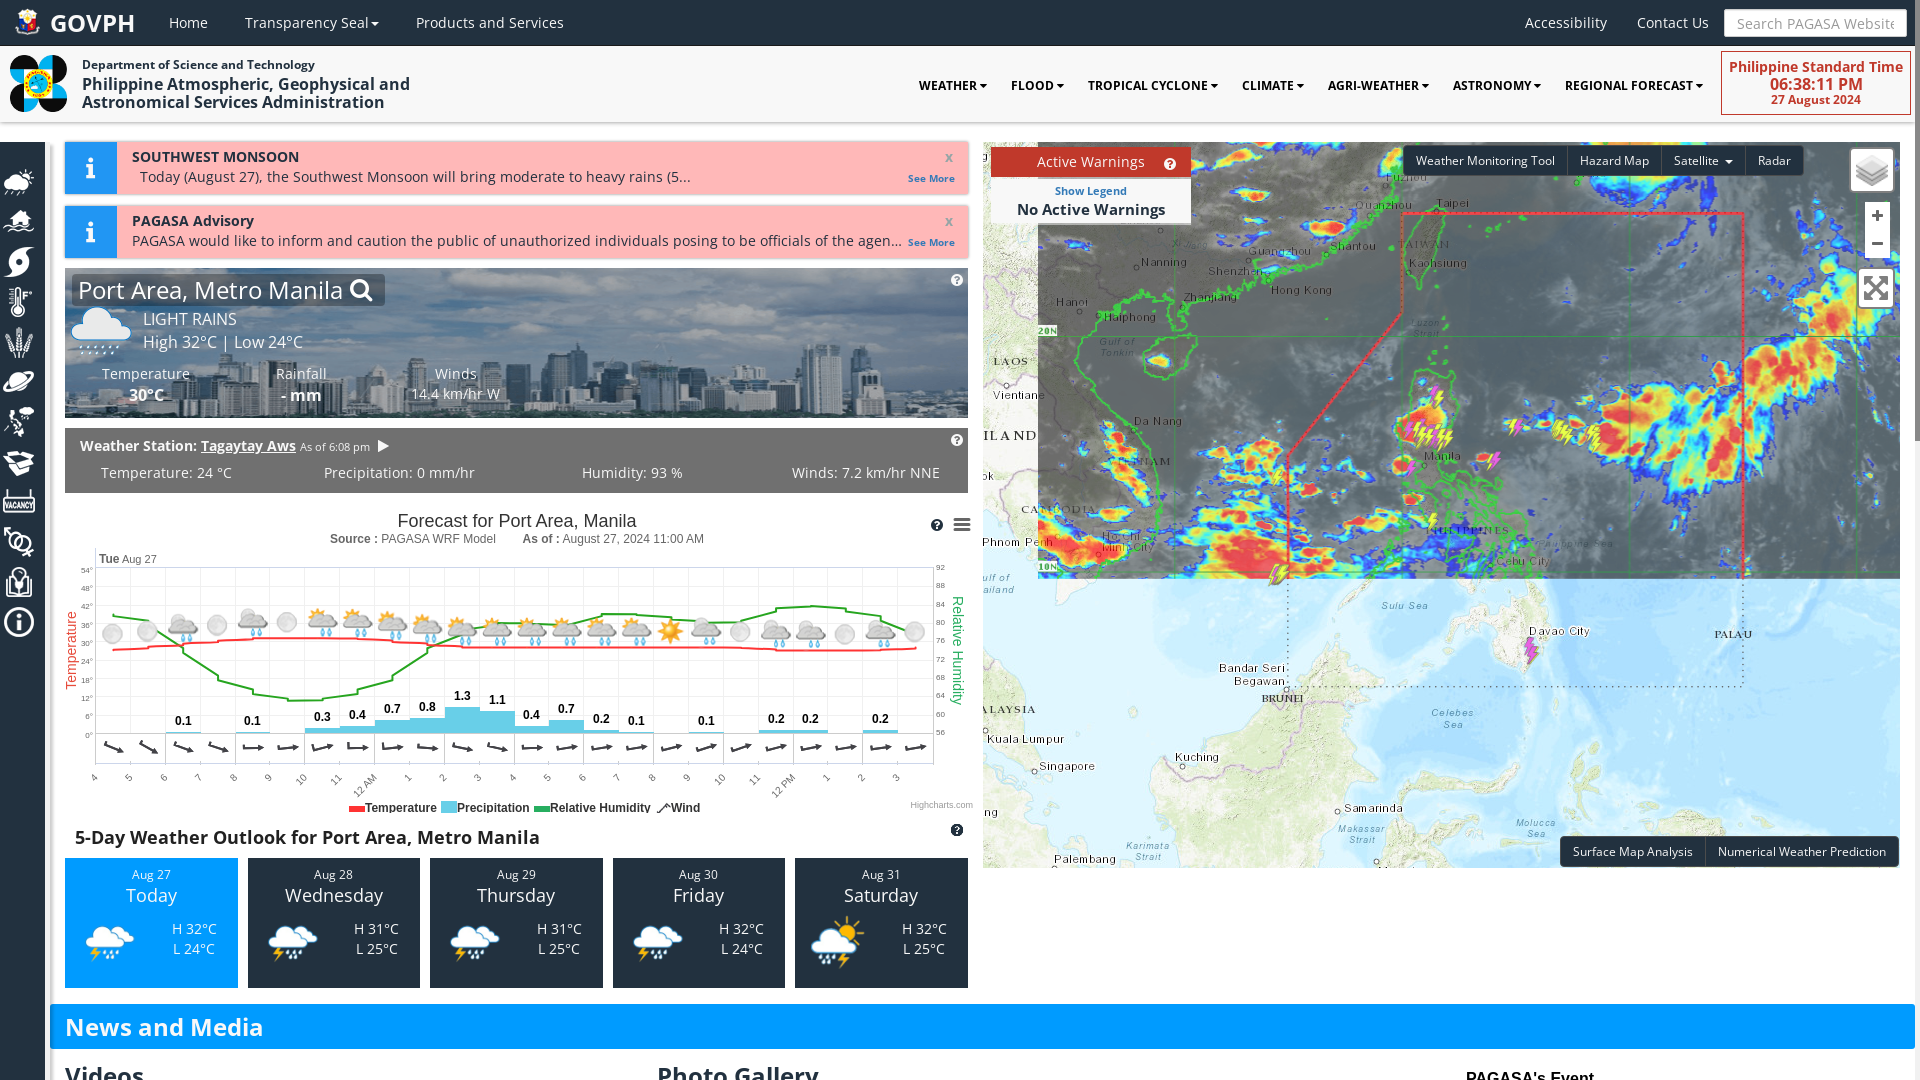 GOVPH
Home
Transparency Seal
Products and Services
Accessibility
Contact Us
Search PAGASA Website
Department of Science and Technology
Philippine Atmospheric, Geophysical and
Astronomical Services Administration
WEATHER
FLOOD
TROPICAL CYCLONE
CLIMATE
AGRI-WEATHER
ASTRONOMY
REGIONAL FORECAST
Philippine Standard Time
06:38:11 PM
27 August 2024
SOUTHWEST MONSOON
x
Today (August 27), the Southwest Monsoon will bring moderate to heavy rains (5...
See More
PAGASA Advisory
x
PAGASA would like to inform and caution the public of unauthorized individuals posing to be officials of the agen...
See More
Port Area, Metro Manila
LIGHT RAINS
High 32°C | Low 24°C
Temperature
30°C
Rainfall
- mm
Winds
14.4 km/hr W
Weather Station: Tagaytay Aws As of 6:08 pm
Temperature: 24 °C
Precipitation: 0 mm/hr
Humidity: 93 %
Winds: 7.2 km/hr NNE
Forecast for Port Area, Manila
Source : PAGASA WRF Model As of : August 27, 2024 11:00 AM
Tue Aug 27
Temperature
54°
48°
42°
36°
30°
24°
18°
12°
6°
0°
92
88
84
80
76
72
68
64
60
56
Relative Humidity
0.1
0.1
0.3
0.4
0.7
0.8
1.3
1.1
0.4
0.7
0.2
0.1
0.1
0.2
0.2
0.2
4
5
6
7
8
9
10
11
12 AM
1
2
3
4
5
6
7
8
9
10
11
12 PM
1
2
3
Temperature
Precipitation
Relative Humidity
Wind
Highcharts.com
5-Day Weather Outlook for Port Area, Metro Manila
Aug 27
Today
H 32°C
L 24°C
Aug 28
Wednesday
H 31°C
L 25°C
Aug 29
Thursday
H 31°C
L 25°C
Aug 30
Friday
H 32°C
L 24°C
Aug 31
Saturday
H 32°C
L 25°C
Active Warnings
Show Legend
No Active Warnings
Weather Monitoring Tool
Hazard Map
Satellite
Radar
+
−
Fuzhou
Quanzhou
Taipei
Shantou
TAIWAN
Kaohsiung
Guangzhou
Shenzhen
Hong Kong
Nanning
Zhanjiang
Hanoi
Haiphong
Gulf of
Tonkin
Luzon
Strait
20N
LAOS
Vientiane
Da Nang
ILAND
VIETNAM
ok
CAMBODIA
Phnom Penh
Ho Chi
Minh City
10N
Manila
PHILIPPINES
Philippine Sea
Cebu City
ulf of
ailand
Sulu Sea
Davao City
PALAU
Bandar Seri
Begawan
BRUNEI
ALAYSIA
Kuala Lumpur
Singapore
Kuching
Celebes
Sea
ng
Samarinda
Makassar
Strait
Molucca
Sea
Karimata
Strait
Palembang
Surface Map Analysis
Numerical Weather Prediction
News and Media
Videos
Photo Gallery
PAGASA's Event